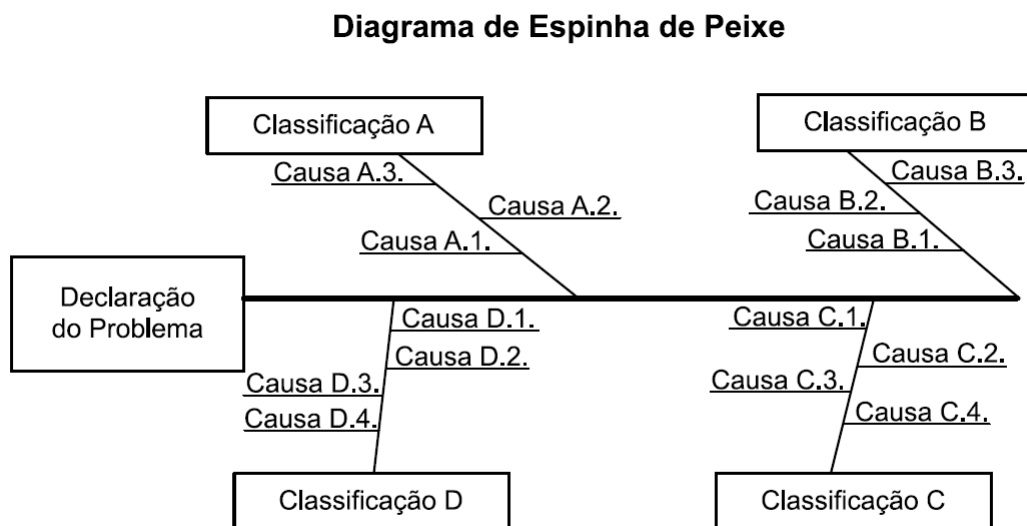 Diagrama de Espinha de Peixe
Classificação A
Classificação B
Causa A.3.
Causa B.3.
Causa A.2.
Causa B.2.
Causa A.1.
Causa B.1.
Declaração
do Problema
Causa D.1.
Causa C.1.
Causa D.2.
Causa C.2.
Causa D.3.
Causa C.3.
Causa D.4.
Causa C.4.
Classificação D
Classificação C